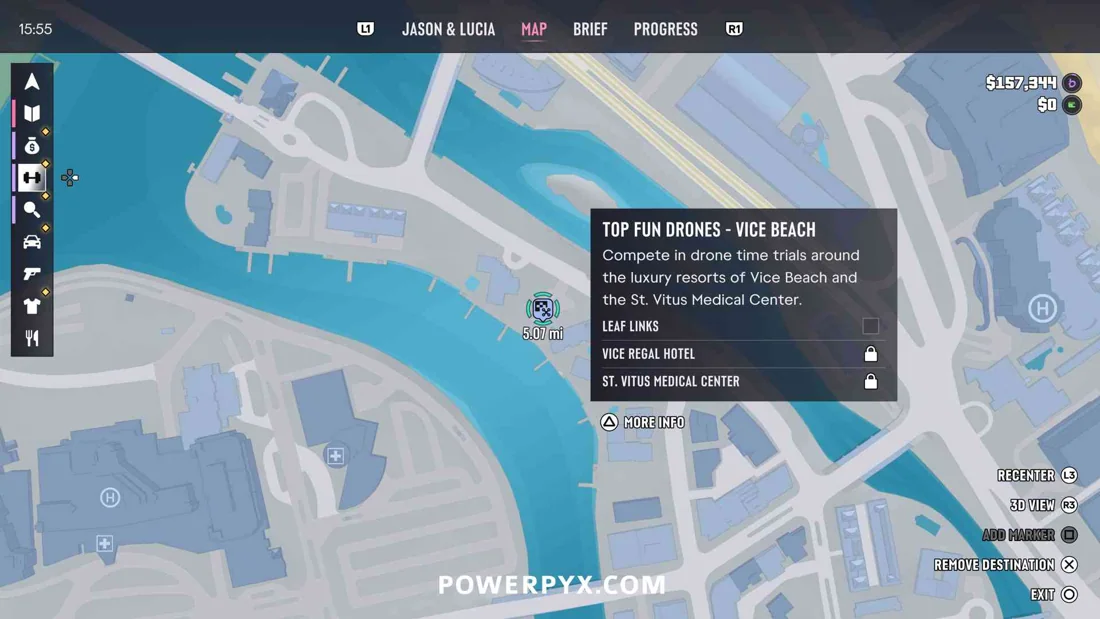 15:55
L1 JASON & LUCIA MAP BRIEF PROGRESS R1
$157,344
$0
TOP FUN DRONES - VICE BEACH
Compete in drone time trials around
the luxury resorts of Vice Beach and
the St. Vitus Medical Center.
LEAF LINKS
VICE REGAL HOTEL
ST. VITUS MEDICAL CENTER
MORE INFO
5.07 mi
H
H
RECENTER L3
3D VIEW R3
ADD MARKER
REMOVE DESTINATION
EXIT
POWERPYX.COM